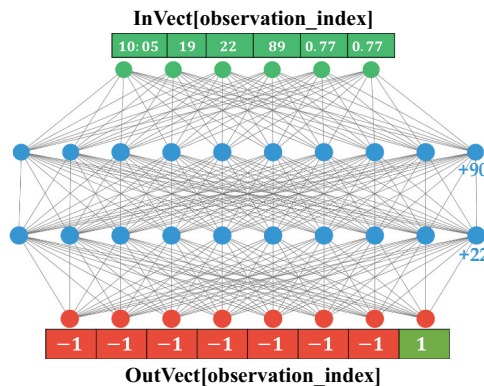 InVect[observation_index]
10:05 19 22 89 0.77 0.77
+90
+22
−1 −1 −1 −1 −1 −1 −1 1
OutVect[observation_index]